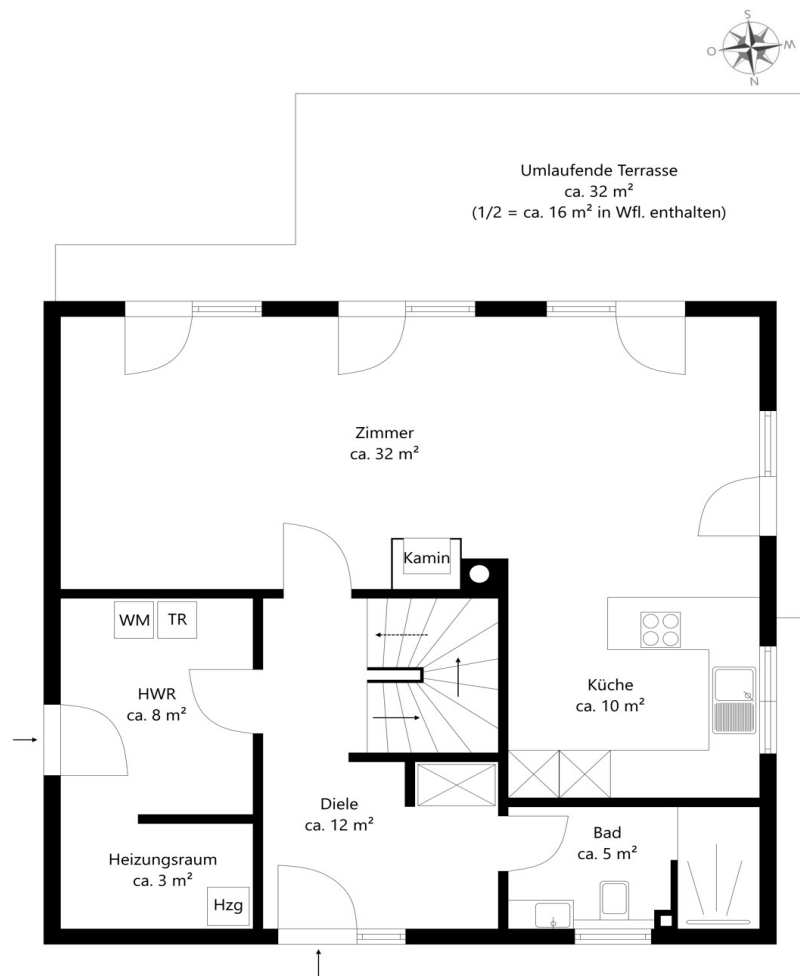 S
O
W
N
Umlaufende Terrasse
ca. 32 m²
(1/2 = ca. 16 m² in Wfl. enthalten)
Zimmer
ca. 32 m²
Kamin
WM
TR
HWR
ca. 8 m²
Küche
ca. 10 m²
Diele
ca. 12 m²
Bad
ca. 5 m²
Heizungsraum
ca. 3 m²
Hzg